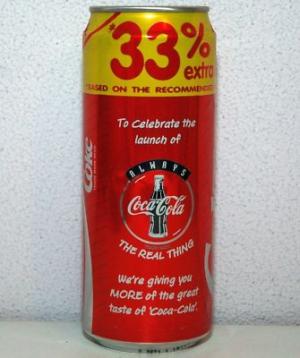 *33%
extra
*BASED ON THE RECOMMENDED
To celebrate the
launch of
ALWAYS
Coca-Cola
THE REAL THING
We're giving you
MORE of the great
taste of 'Coca-Cola'.
Coke